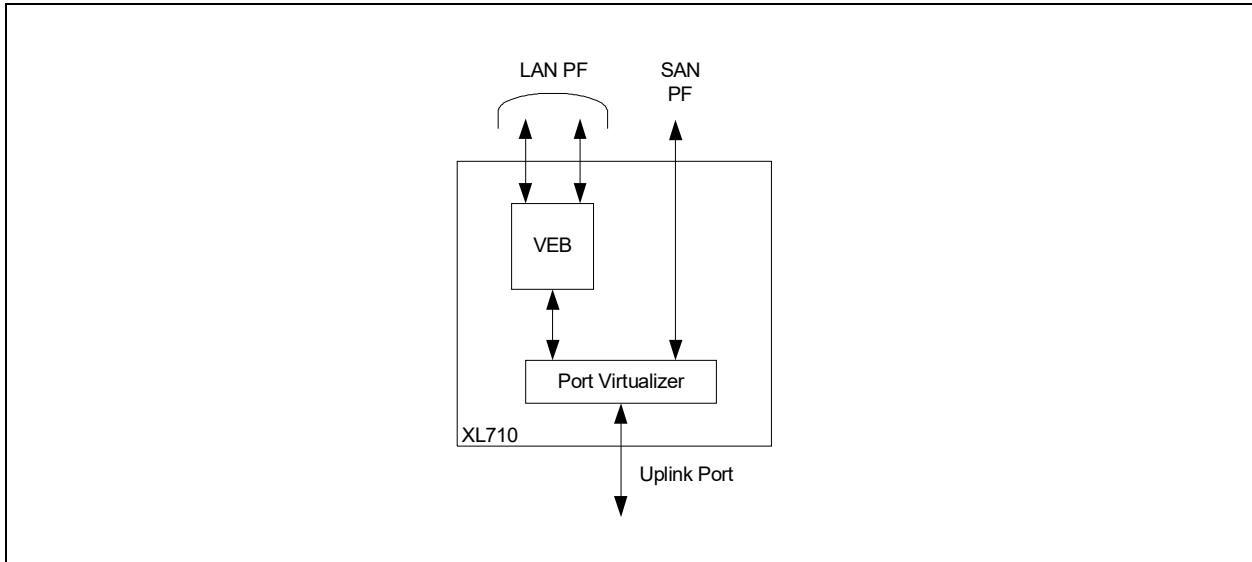 LAN PF
SAN
PF
VEB
Port Virtualizer
XL710
Uplink Port